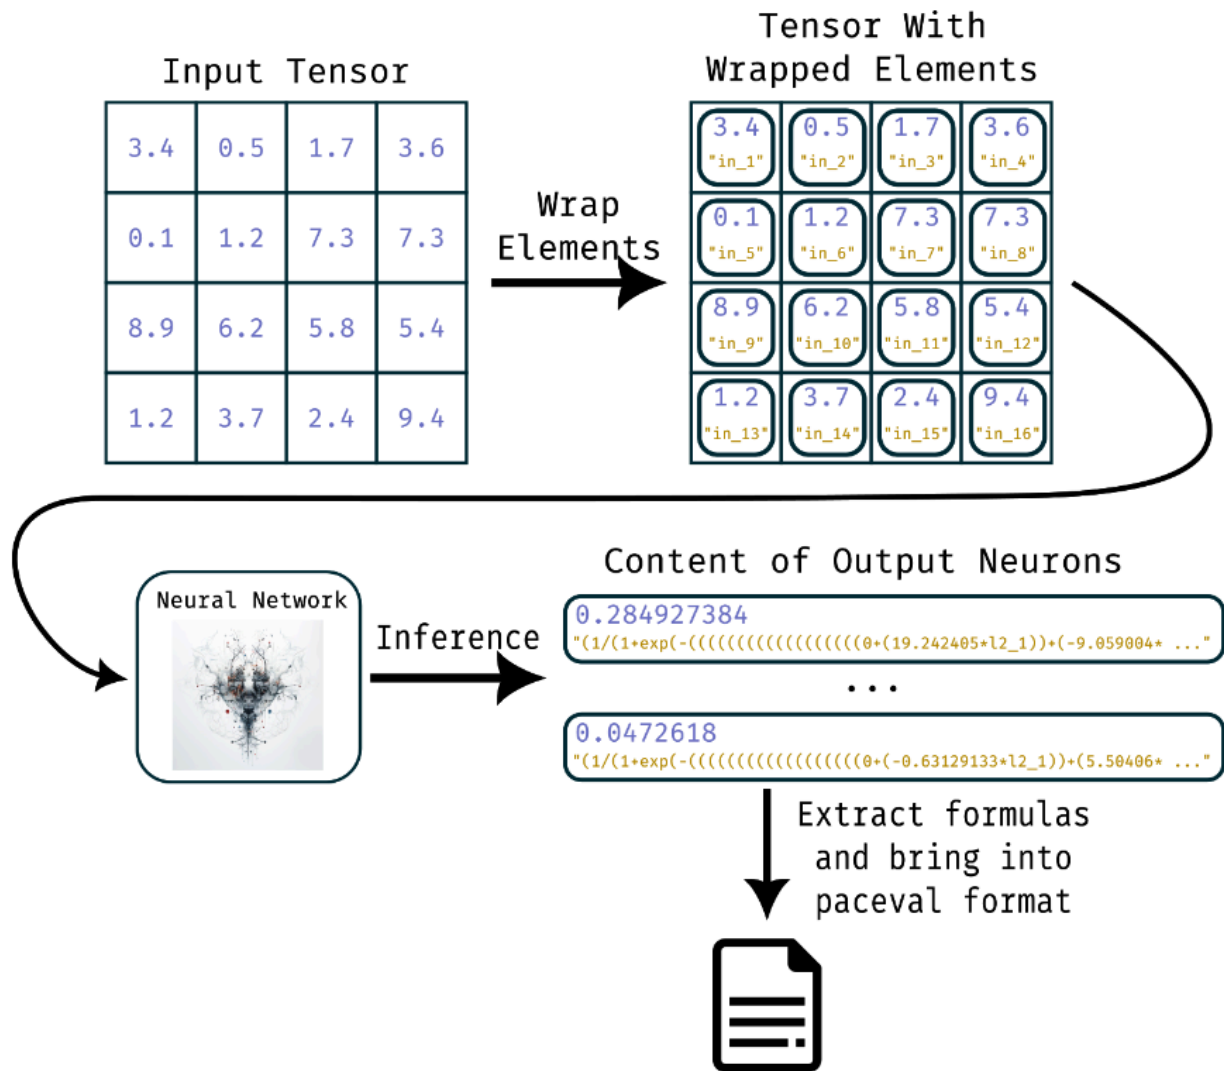 Input Tensor
3.4 0.5 1.7 3.6
0.1 1.2 7.3 7.3
8.9 6.2 5.8 5.4
1.2 3.7 2.4 9.4
Wrap
Elements
Tensor With
Wrapped Elements
3.4 0.5 1.7 3.6
"in_1" "in_2" "in_3" "in_4"
0.1 1.2 7.3 7.3
"in_5" "in_6" "in_7" "in_8"
8.9 6.2 5.8 5.4
"in_9" "in_10" "in_11" "in_12"
1.2 3.7 2.4 9.4
"in_13" "in_14" "in_15" "in_16"
Neural Network
Inference
Content of Output Neurons
0.284927384
"(1/(1+exp(-((((((((((((((((((0+(19.242405*l2_1))+(-9.059004* ..."
...
0.0472618
"(1/(1+exp(-((((((((((((((((((0+(-0.63129133*l2_1))+(5.50406* ..."
Extract formulas
and bring into
paceval format